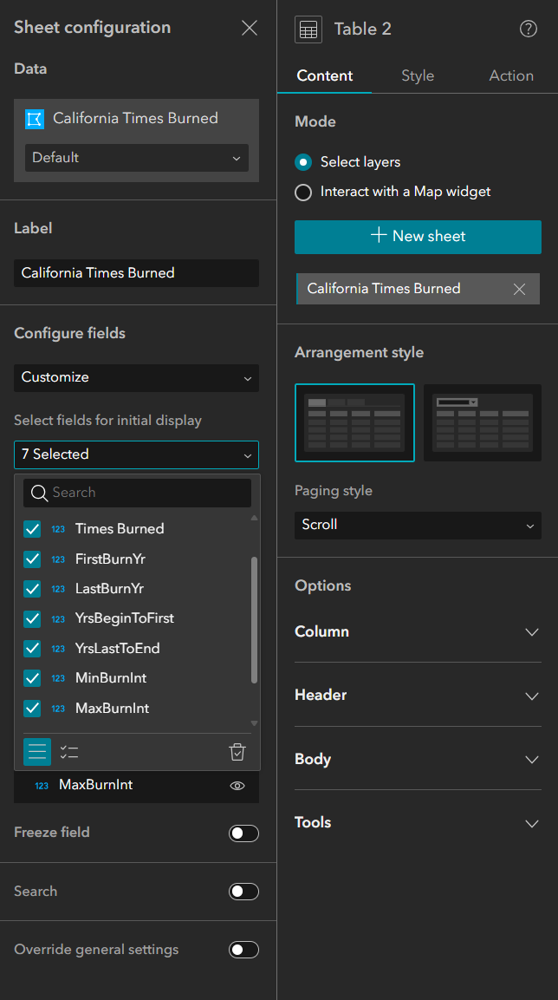 Sheet configuration
Data
California Times Burned
Default
Label
California Times Burned
Configure fields
Customize
Select fields for initial display
7 Selected
Search
123 Times Burned
123 FirstBurnYr
123 LastBurnYr
123 YrsBeginToFirst
123 YrsLastToEnd
123 MinBurnInt
123 MaxBurnInt
123 MaxBurnInt
Freeze field
Search
Override general settings
Table 2
?
Content Style Action
Mode
Select layers
Interact with a Map widget
+ New sheet
California Times Burned
Arrangement style
Paging style
Scroll
Options
Column
Header
Body
Tools